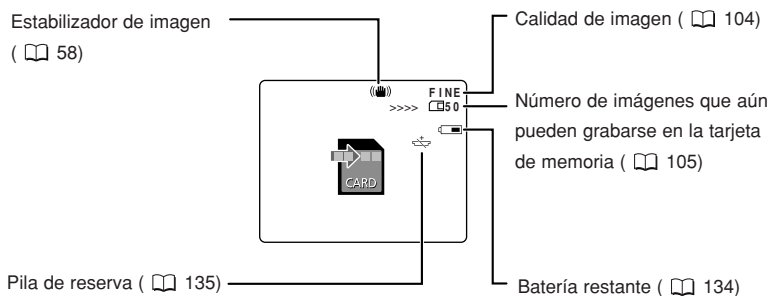 Estabilizador de imagen
( 58)
Calidad de imagen ( 104)
FINE
>>>> 50
Número de imágenes que aún
pueden grabarse en la tarjeta
de memoria ( 105)
CARD
Pila de reserva ( 135)
Batería restante ( 134)